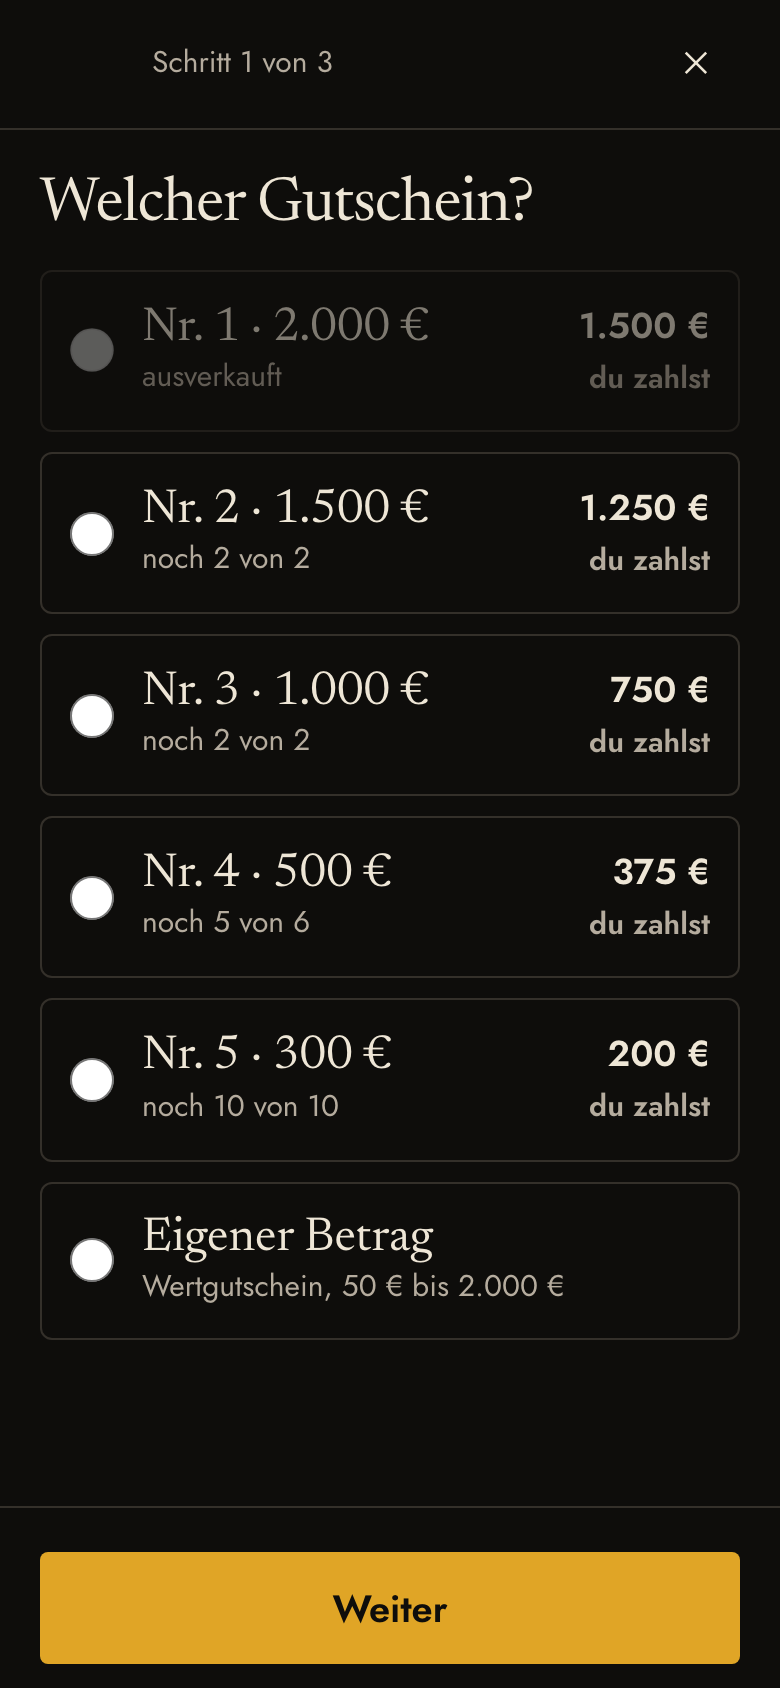 Schritt 1 von 3
Welcher Gutschein?
Nr. 1 · 2.000 € 1.500 €
ausverkauft du zahlst
Nr. 2 · 1.500 € 1.250 €
noch 2 von 2 du zahlst
Nr. 3 · 1.000 € 750 €
noch 2 von 2 du zahlst
Nr. 4 · 500 € 375 €
noch 5 von 6 du zahlst
Nr. 5 · 300 € 200 €
noch 10 von 10 du zahlst
Eigener Betrag
Wertgutschein, 50 € bis 2.000 €
Weiter